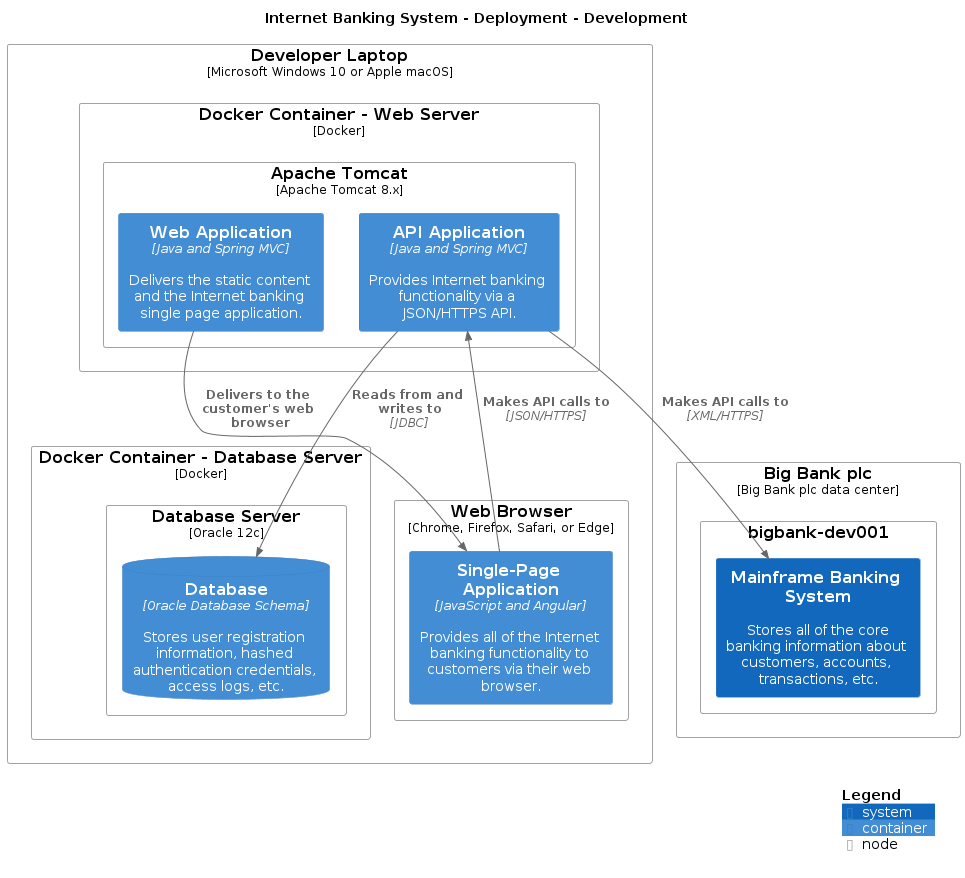 Internet Banking System - Deployment - Development
Developer Laptop
[Microsoft Windows 10 or Apple macOS]
Docker Container - Web Server
[Docker]
Apache Tomcat
[Apache Tomcat 8.x]
Web Application
[Java and Spring MVC]
Delivers the static content
and the Internet banking
single page application.
API Application
[Java and Spring MVC]
Provides Internet banking
functionality via a
JSON/HTTPS API.
Delivers to the
customer's web
browser
Reads from and
writes to
[JDBC]
Makes API calls to
[JSON/HTTPS]
Makes API calls to
[XML/HTTPS]
Docker Container - Database Server
[Docker]
Database Server
[Oracle 12c]
Database
[Oracle Database Schema]
Stores user registration
information, hashed
authentication credentials,
access logs, etc.
Web Browser
[Chrome, Firefox, Safari, or Edge]
Single-Page
Application
[JavaScript and Angular]
Provides all of the Internet
banking functionality to
customers via their web
browser.
Big Bank plc
[Big Bank plc data center]
bigbank-dev001
Mainframe Banking
System
Stores all of the core
banking information about
customers, accounts,
transactions, etc.
Legend
system
container
node